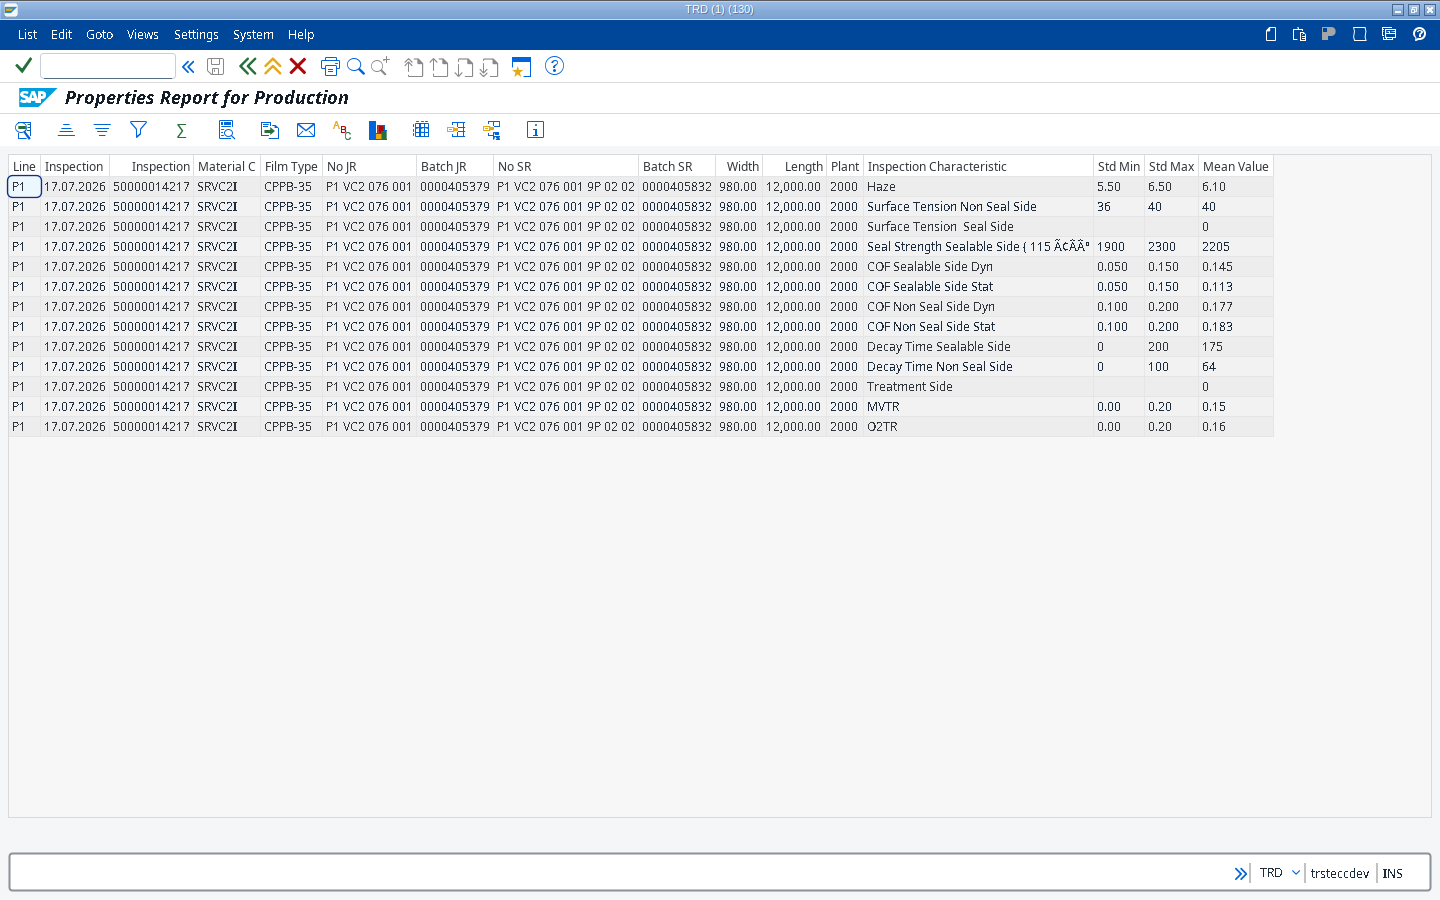 TRD (1) (130)
List Edit Goto Views Settings System Help
SAP Properties Report for Production
Line Inspection Inspection Material C Film Type No JR Batch JR No SR Batch SR Width Length Plant Inspection Characteristic Std Min Std Max Mean Value
P1 17.07.2026 50000014217 SRVC2I CPPB-35 P1 VC2 076 001 0000405379 P1 VC2 076 001 9P 02 02 0000405832 980.00 12,000.00 2000 Haze 5.50 6.50 6.10
P1 17.07.2026 50000014217 SRVC2I CPPB-35 P1 VC2 076 001 0000405379 P1 VC2 076 001 9P 02 02 0000405832 980.00 12,000.00 2000 Surface Tension Non Seal Side 36 40 40
P1 17.07.2026 50000014217 SRVC2I CPPB-35 P1 VC2 076 001 0000405379 P1 VC2 076 001 9P 02 02 0000405832 980.00 12,000.00 2000 Surface Tension  Seal Side 0
P1 17.07.2026 50000014217 SRVC2I CPPB-35 P1 VC2 076 001 0000405379 P1 VC2 076 001 9P 02 02 0000405832 980.00 12,000.00 2000 Seal Strength Sealable Side ( 115 Ã¢ÂÂº 1900 2300 2205
P1 17.07.2026 50000014217 SRVC2I CPPB-35 P1 VC2 076 001 0000405379 P1 VC2 076 001 9P 02 02 0000405832 980.00 12,000.00 2000 COF Sealable Side Dyn 0.050 0.150 0.145
P1 17.07.2026 50000014217 SRVC2I CPPB-35 P1 VC2 076 001 0000405379 P1 VC2 076 001 9P 02 02 0000405832 980.00 12,000.00 2000 COF Sealable Side Stat 0.050 0.150 0.113
P1 17.07.2026 50000014217 SRVC2I CPPB-35 P1 VC2 076 001 0000405379 P1 VC2 076 001 9P 02 02 0000405832 980.00 12,000.00 2000 COF Non Seal Side Dyn 0.100 0.200 0.177
P1 17.07.2026 50000014217 SRVC2I CPPB-35 P1 VC2 076 001 0000405379 P1 VC2 076 001 9P 02 02 0000405832 980.00 12,000.00 2000 COF Non Seal Side Stat 0.100 0.200 0.183
P1 17.07.2026 50000014217 SRVC2I CPPB-35 P1 VC2 076 001 0000405379 P1 VC2 076 001 9P 02 02 0000405832 980.00 12,000.00 2000 Decay Time Sealable Side 0 200 175
P1 17.07.2026 50000014217 SRVC2I CPPB-35 P1 VC2 076 001 0000405379 P1 VC2 076 001 9P 02 02 0000405832 980.00 12,000.00 2000 Decay Time Non Seal Side 0 100 64
P1 17.07.2026 50000014217 SRVC2I CPPB-35 P1 VC2 076 001 0000405379 P1 VC2 076 001 9P 02 02 0000405832 980.00 12,000.00 2000 Treatment Side 0
P1 17.07.2026 50000014217 SRVC2I CPPB-35 P1 VC2 076 001 0000405379 P1 VC2 076 001 9P 02 02 0000405832 980.00 12,000.00 2000 MVTR 0.00 0.20 0.15
P1 17.07.2026 50000014217 SRVC2I CPPB-35 P1 VC2 076 001 0000405379 P1 VC2 076 001 9P 02 02 0000405832 980.00 12,000.00 2000 O2TR 0.00 0.20 0.16
TRD trsteccdev INS